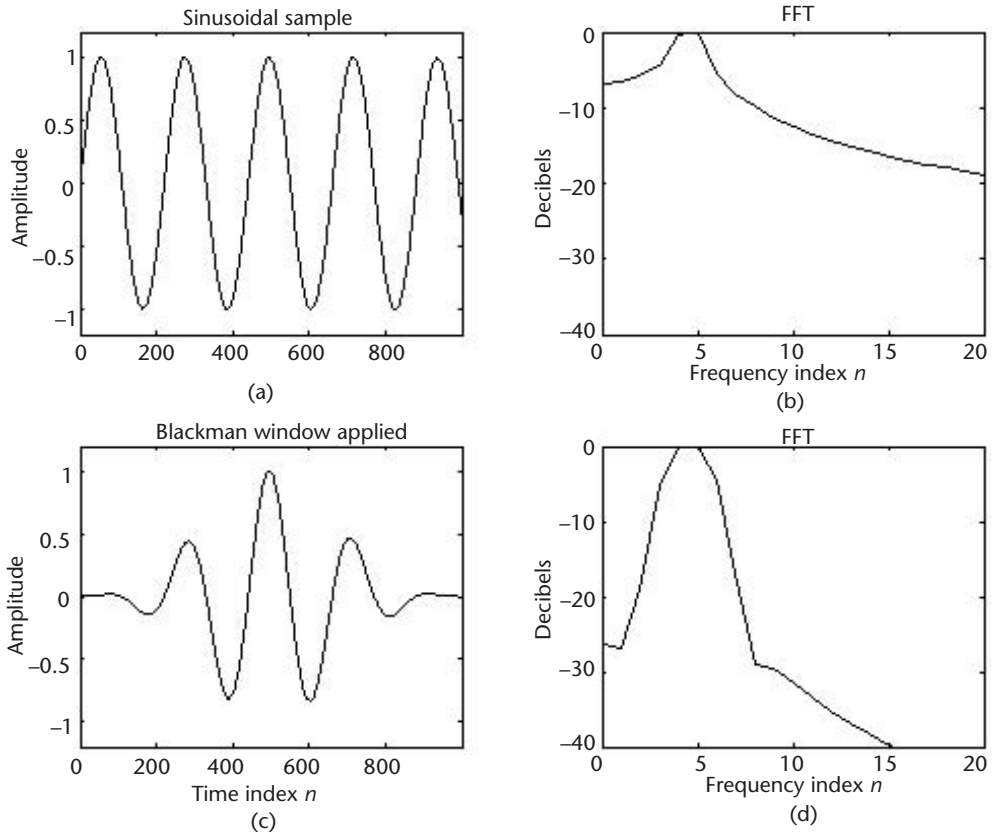 Sinusoidal sample
1
0.5
0
−0.5
−1
Amplitude
0 200 400 600 800
(a)
FFT
0
−10
−20
−30
−40
Decibels
0 5 10 15 20
Frequency index n
(b)
Blackman window applied
1
0.5
0
−0.5
−1
Amplitude
0 200 400 600 800
Time index n
(c)
FFT
0
−10
−20
−30
−40
Decibels
0 5 10 15 20
Frequency index n
(d)